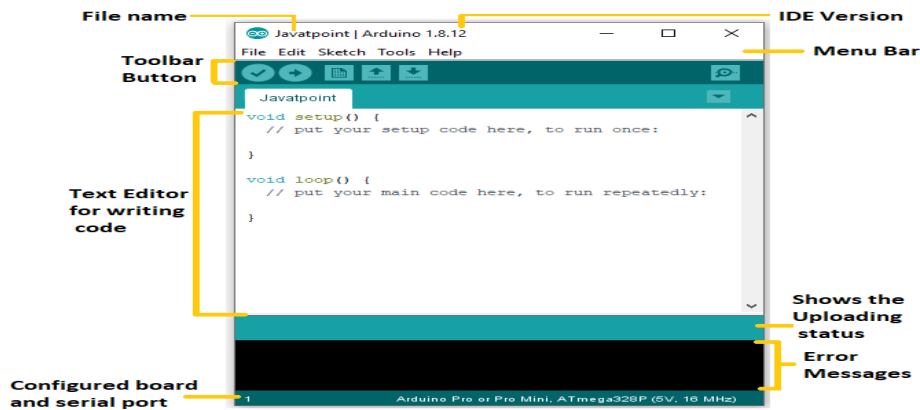 File name
IDE Version
Javatpoint | Arduino 1.8.12
File Edit Sketch Tools Help
Menu Bar
Toolbar
Button
Javatpoint
void setup() {
// put your setup code here, to run once:
}
void loop() {
// put your main code here, to run repeatedly:
}
Text Editor
for writing
code
Shows the
Uploading
status
Error
Messages
Configured board
and serial port
1
Arduino Pro or Pro Mini, ATmega328P (5V, 16 MHz)